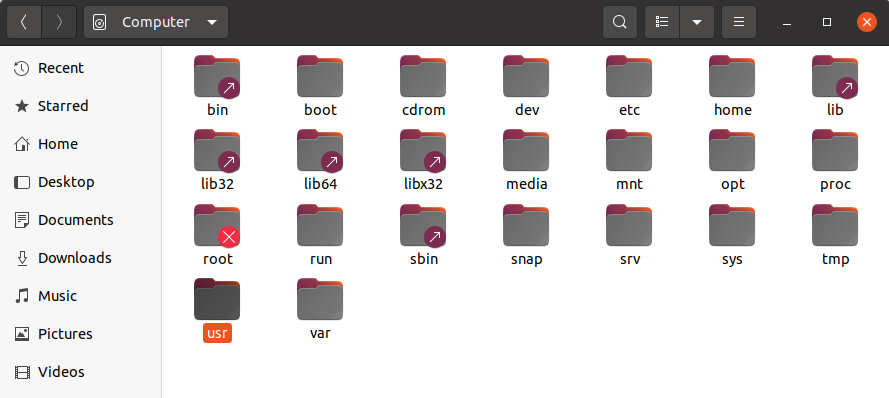 Computer
Recent
Starred
Home
Desktop
Documents
Downloads
Music
Pictures
Videos
bin boot cdrom dev etc home lib
lib32 lib64 libx32 media mnt opt proc
root run sbin snap srv sys tmp
usr var